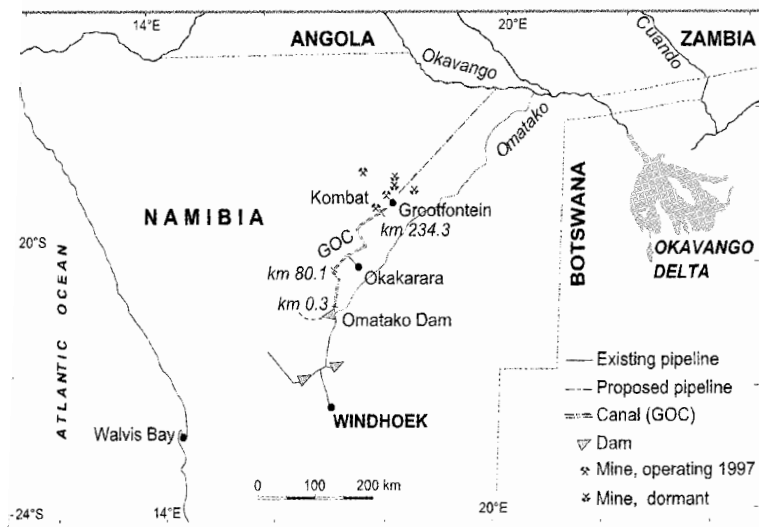 14°E
20°E
ANGOLA
ZAMBIA
Okavango
Cuando
Omatako
Kombat
Grootfontein
NAMIBIA
km 234.3
20°S
GOC
BOTSWANA
OKAVANGO
DELTA
km 80.1
Okakarara
km 0.3
Omatako Dam
ATLANTIC OCEAN
Existing pipeline
Proposed pipeline
Canal (GOC)
WINDHOEK
Walvis Bay
Dam
Mine, operating 1997
0 100 200 km
Mine, dormant
24°S
14°E
20°E